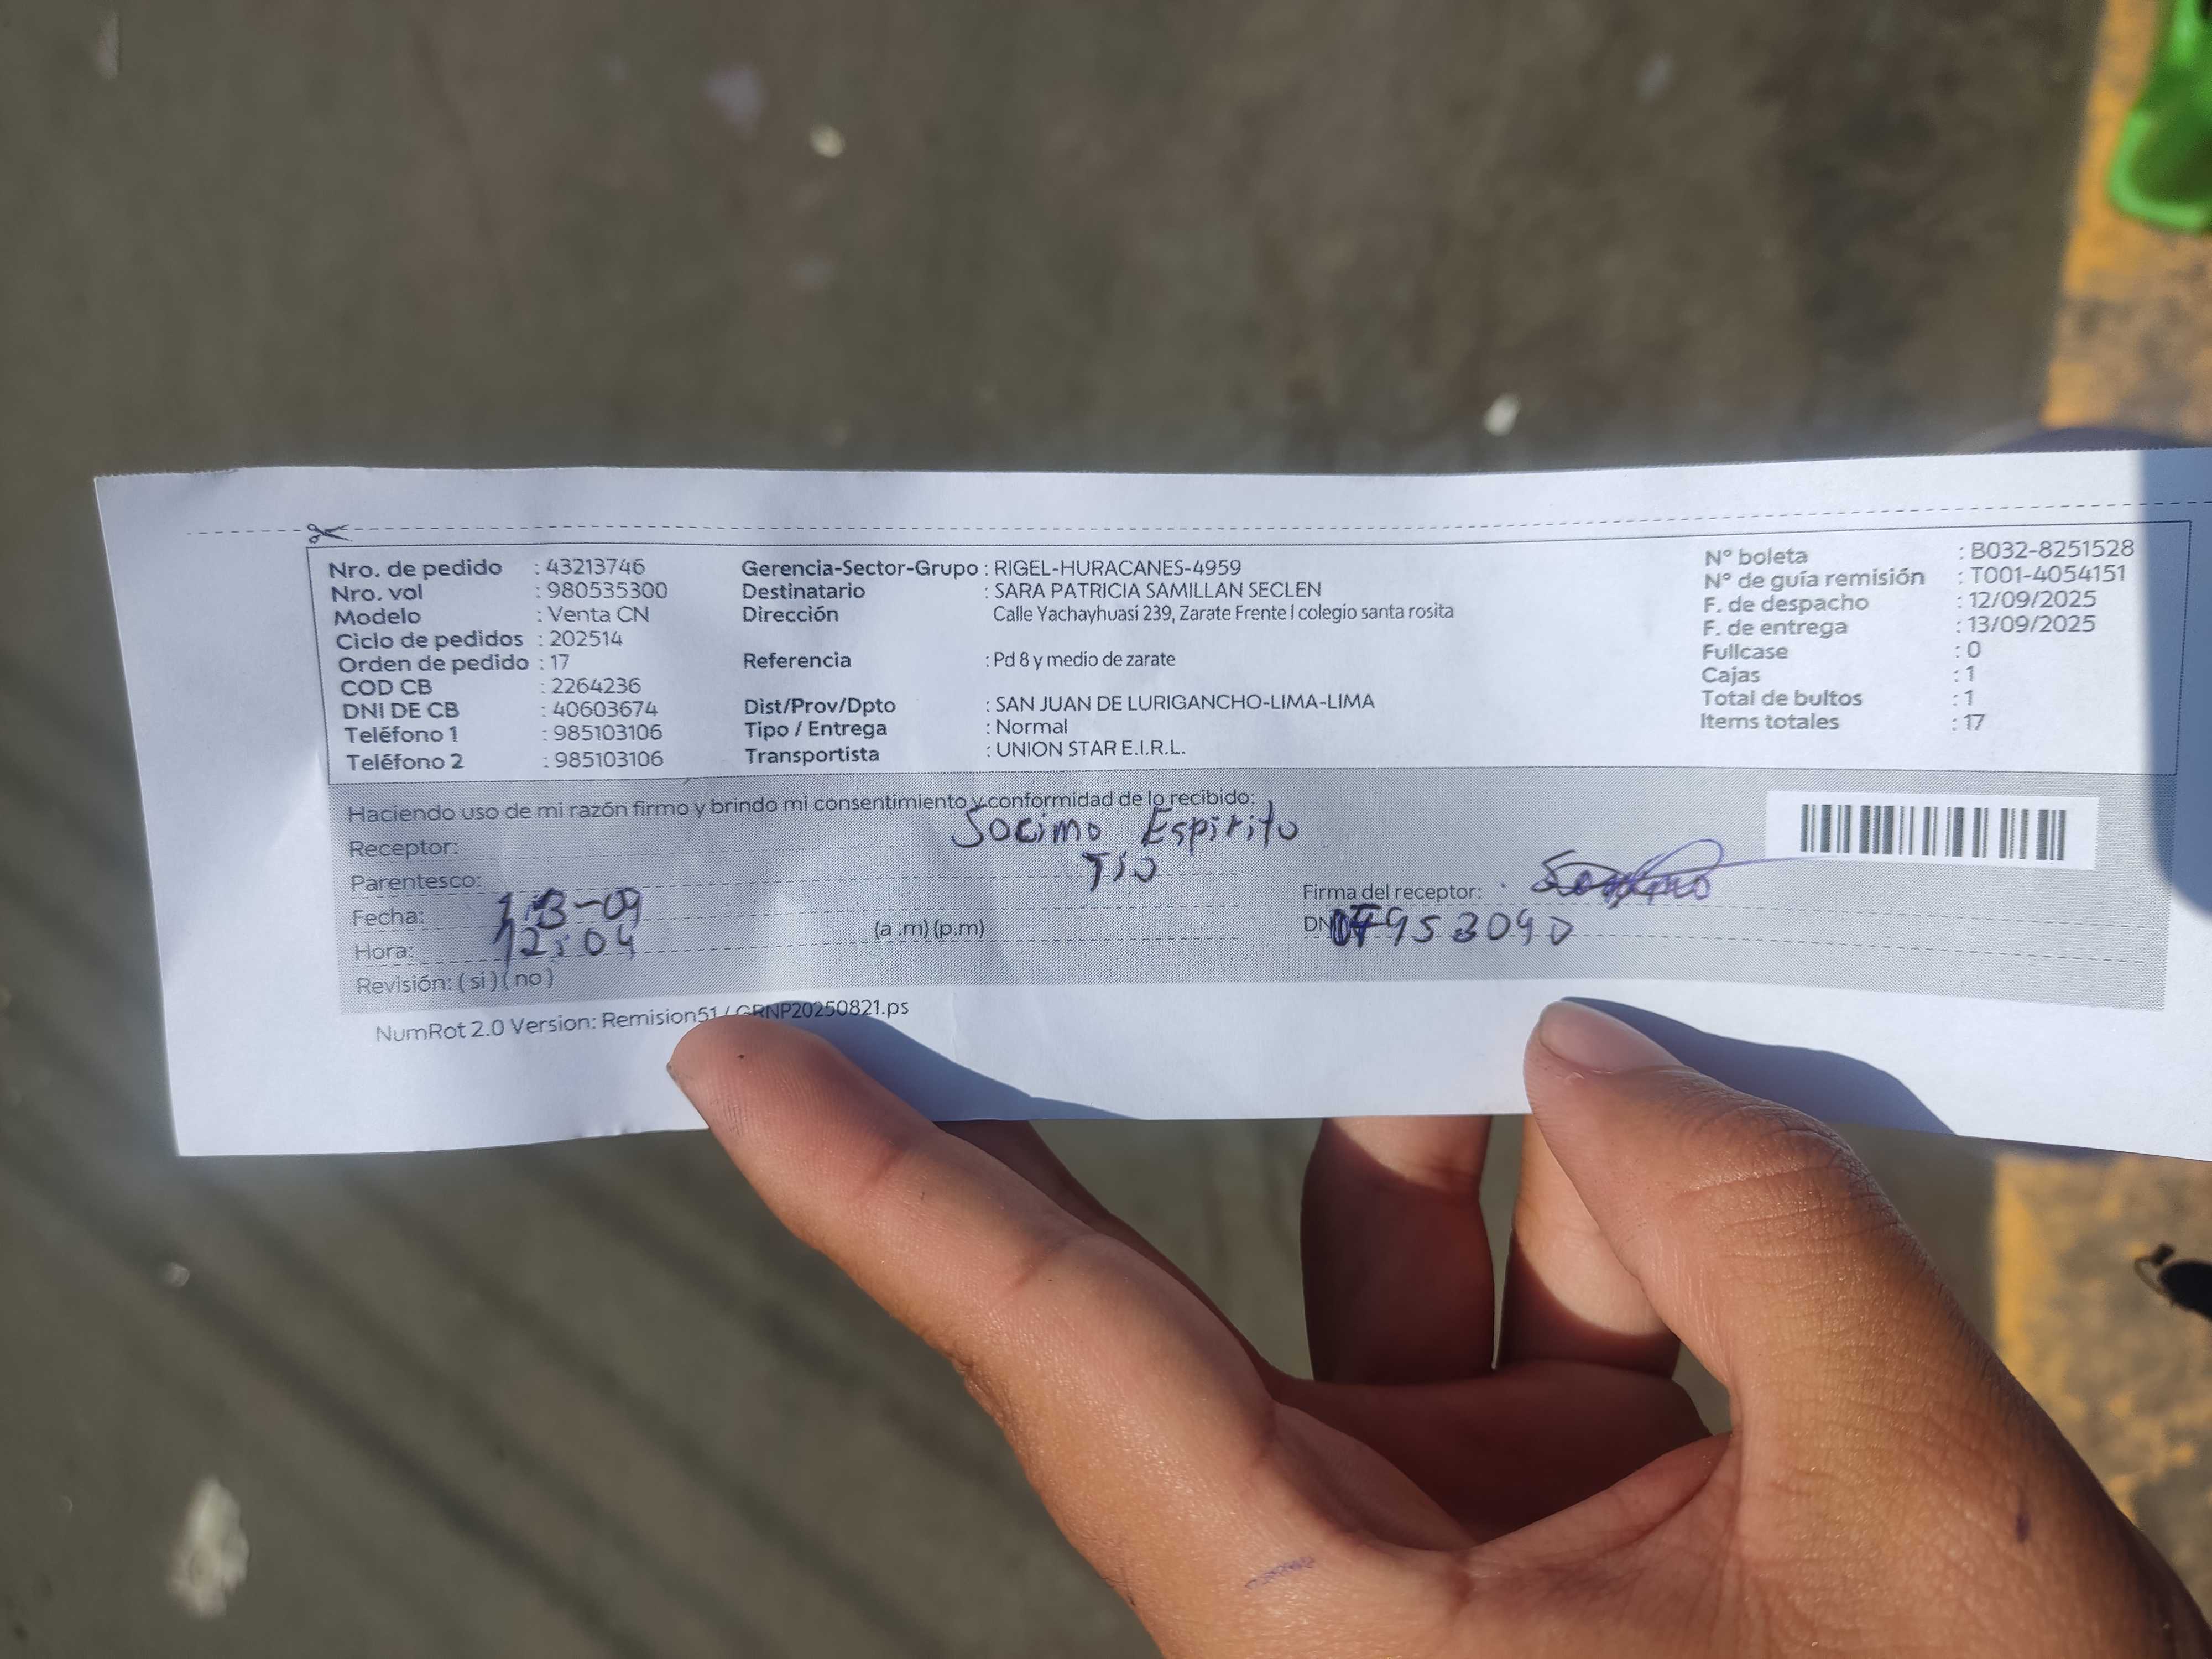 Nro. de pedido : 43213746
Nro. vol : 980535300
Modelo : Venta CN
Ciclo de pedidos : 202514
Orden de pedido : 17
COD CB : 2264236
DNI DE CB : 40603674
Teléfono 1 : 985103106
Teléfono 2 : 985103106
Gerencia-Sector-Grupo : RIGEL-HURACANES-4959
Destinatario : SARA PATRICIA SAMILLAN SECLEN
Dirección Calle Yachayhuasi 239, Zarate Frente l colegio santa rosita
Referencia : Pd 8 y medio de zarate
Dist/Prov/Dpto : SAN JUAN DE LURIGANCHO-LIMA-LIMA
Tipo / Entrega : Normal
Transportista : UNION STAR E.I.R.L.
N° boleta : B032-8251528
N° de guía remisión : T001-4054151
F. de despacho : 12/09/2025
F. de entrega : 13/09/2025
Fullcase : 0
Cajas : 1
Total de bultos : 1
Items totales : 17
Haciendo uso de mi razón firmo y brindo mi consentimiento y conformidad de lo recibido:
Receptor: Socimo Espiritu
Parentesco: TIO
Fecha: 13-09
Hora: 12:04 (a .m) (p.m)
Revisión: ( si ) ( no )
Firma del receptor:
DNI 07953090
NumRot 2.0 Version: Remision51 / GRNP20250821.ps